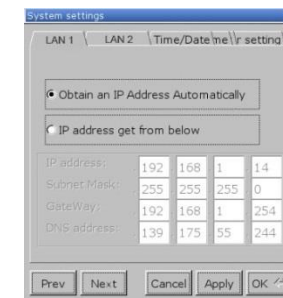 System settings
LAN 1 LAN 2 Time/Date me r setting
Obtain an IP Address Automatically
IP address get from below
IP address: 192 168 1 14
Subnet Mask: 255 255 255 0
GateWay: 192 168 1 254
DNS address: 139 175 55 244
Prev Next Cancel Apply OK